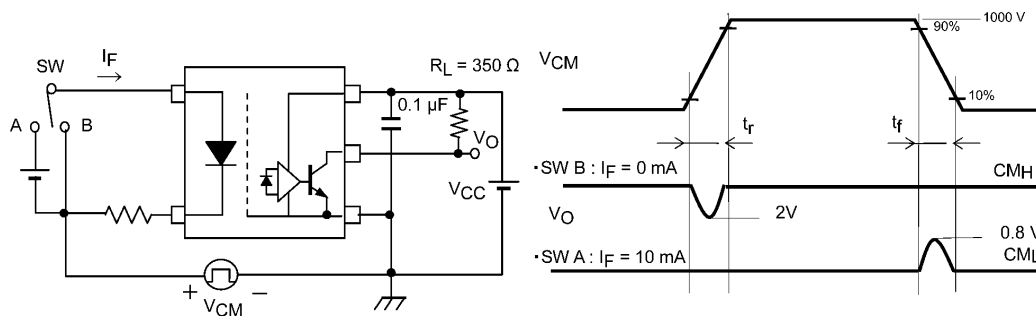 SW
I_F
A
B
R_L = 350 Ω
0.1 μF
V_O
V_CC
+ V_CM −
V_CM
1000 V
90%
10%
t_r
t_f
・SW B : I_F = 0 mA
CM_H
V_O
2V
0.8 V
・SW A : I_F = 10 mA
CM_L